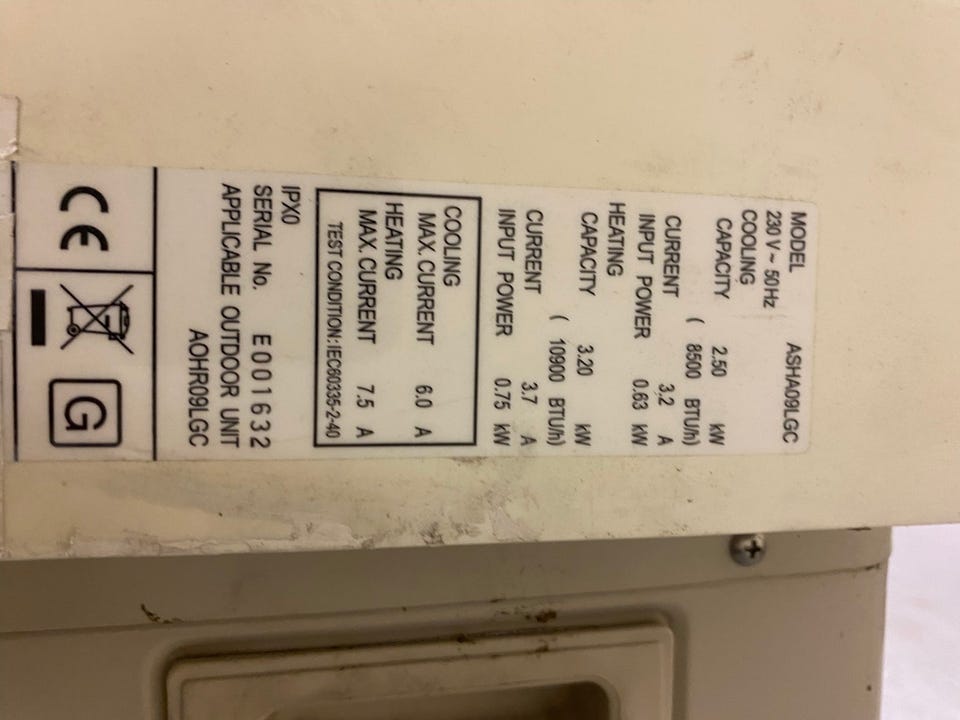 MODEL ASHA09LGC
230 V ~ 50Hz
COOLING
CAPACITY 2.50 kW
( 8500 BTU/h)
CURRENT 3.2 A
INPUT POWER 0.63 kW
HEATING
CAPACITY 3.20 kW
( 10900 BTU/h)
CURRENT 3.7 A
INPUT POWER 0.75 kW
COOLING
MAX. CURRENT 6.0 A
HEATING
MAX. CURRENT 7.5 A
TEST CONDITION: IEC60335-2-40
IPX0
SERIAL No. E001632
APPLICABLE OUTDOOR UNIT
AOHR09LGC
CE
G